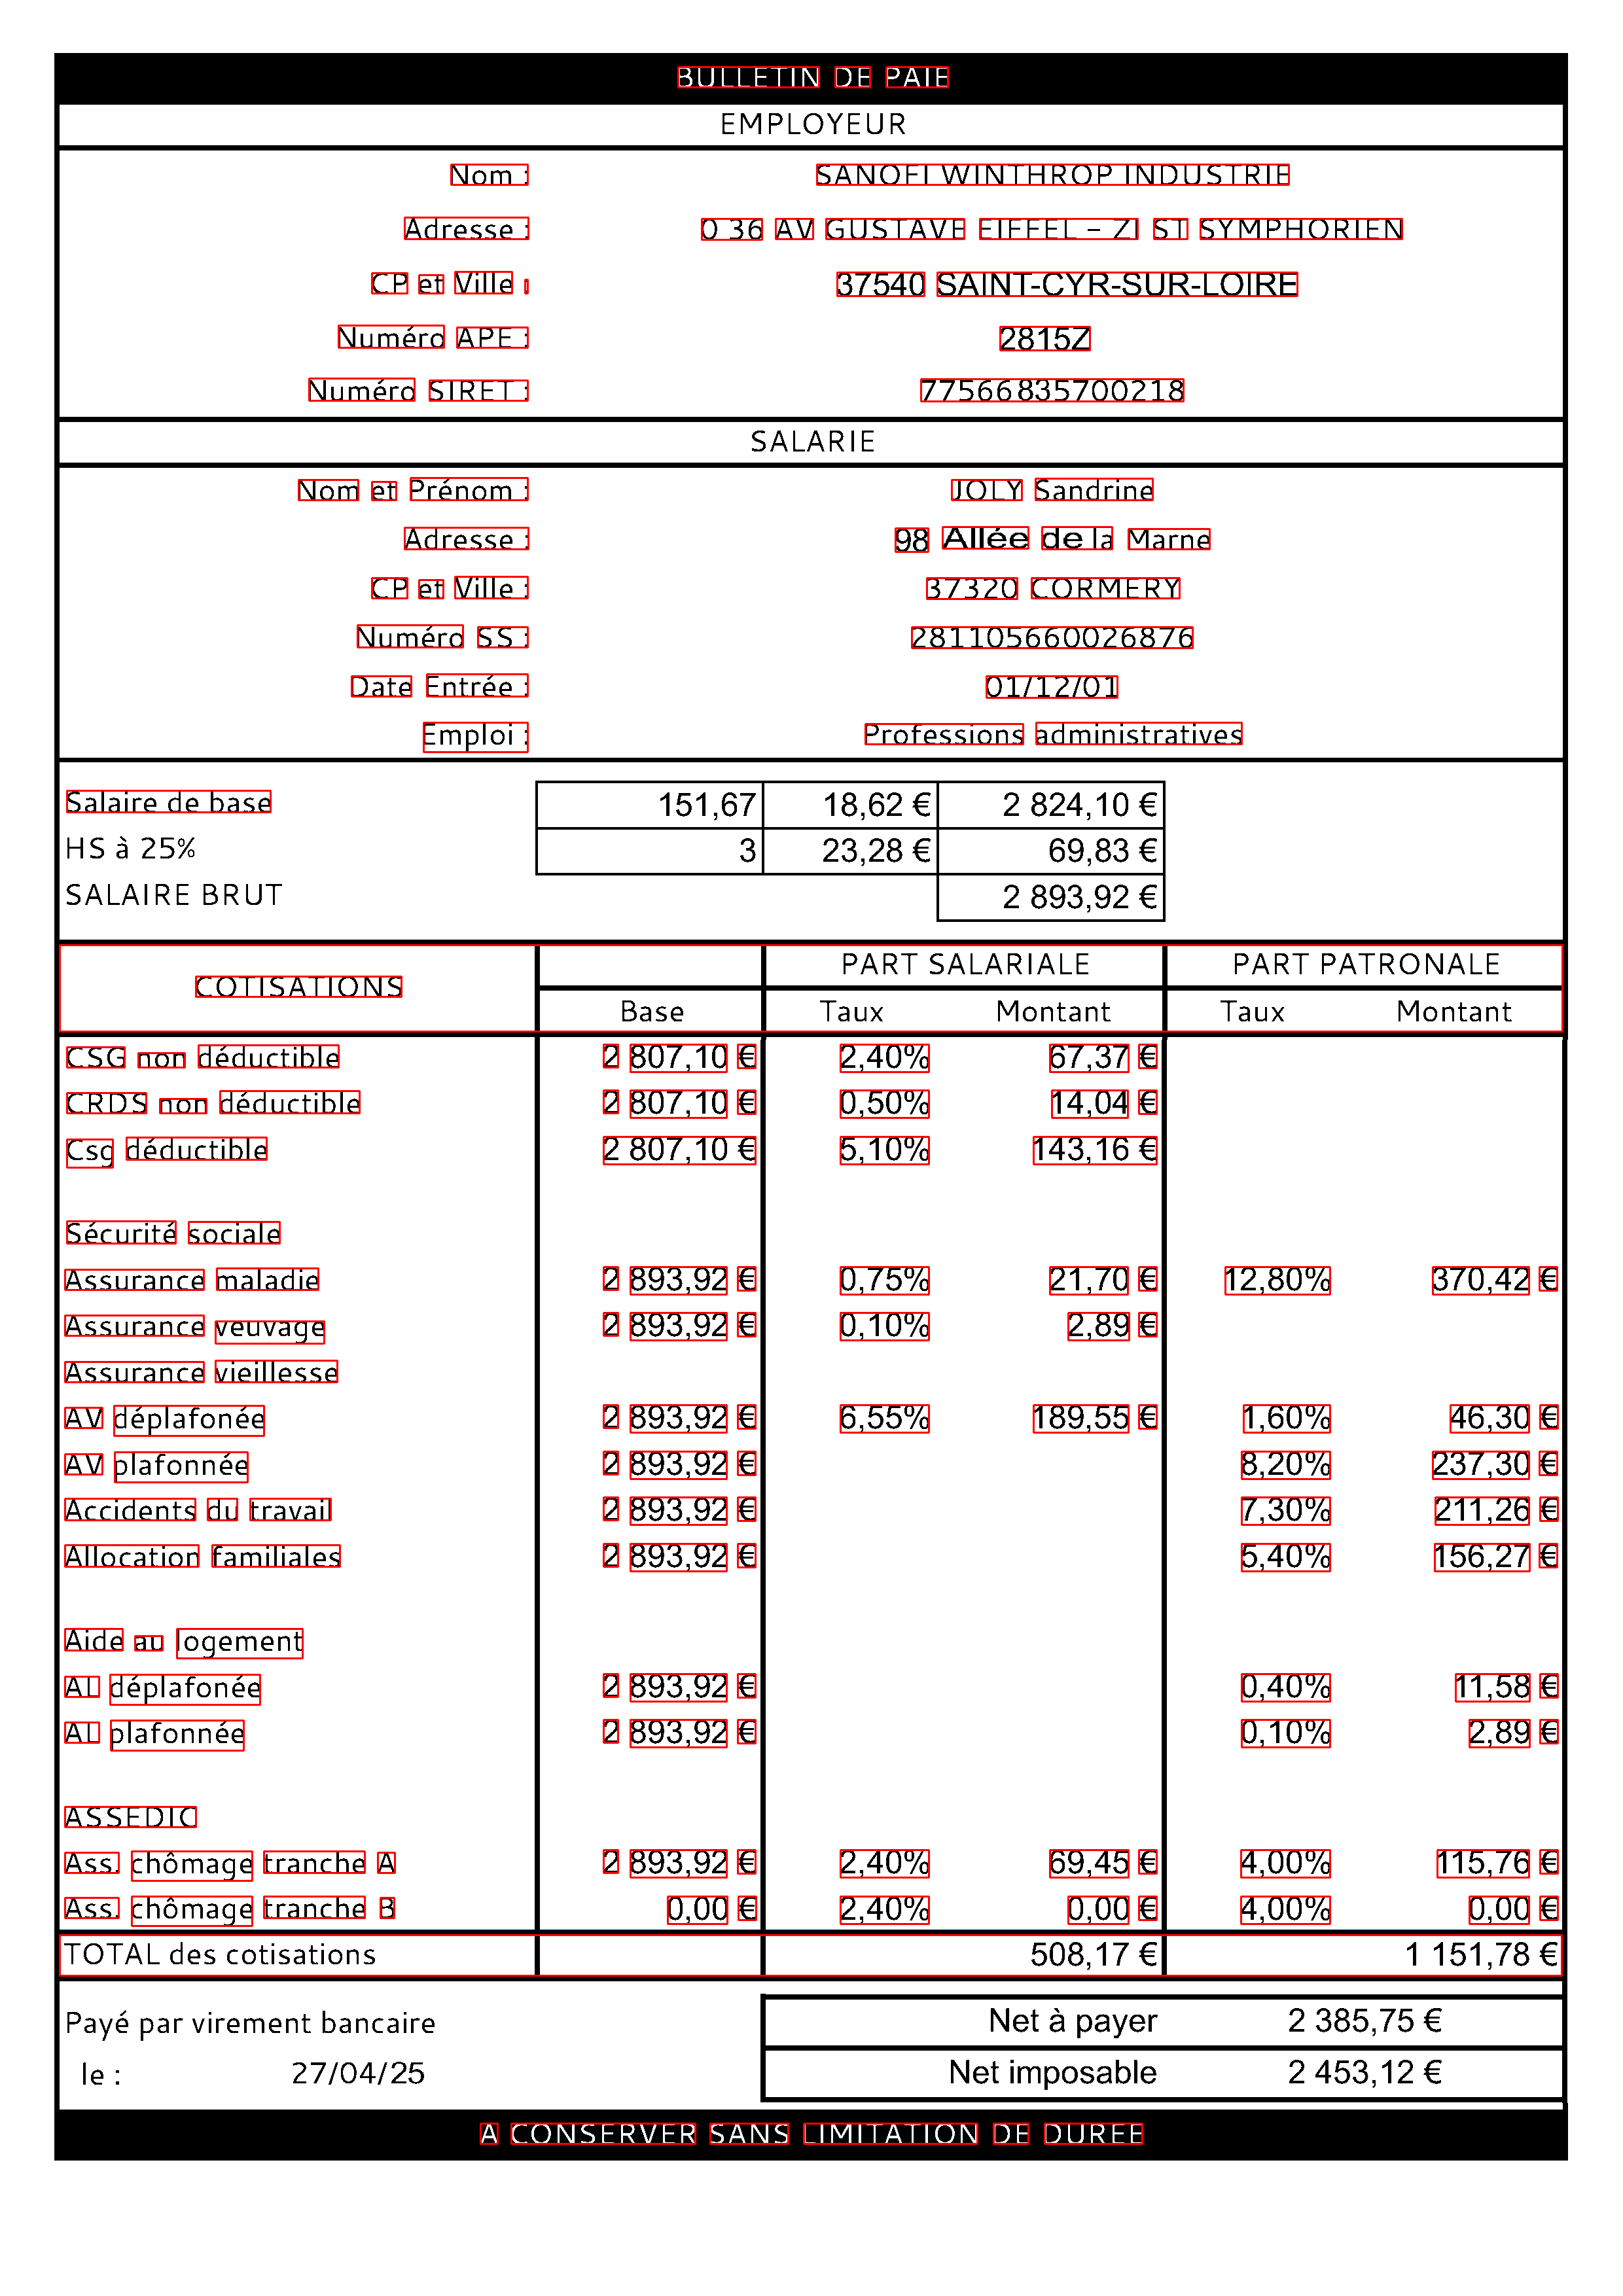 BULLETIN DE PAIE
EMPLOYEUR
Nom : SANOFI WINTHROP INDUSTRIE
Adresse : 0 36 AV GUSTAVE EIFFEL - ZI ST SYMPHORIEN
CP et Ville : 37540 SAINT-CYR-SUR-LOIRE
Numéro APE : 2815Z
Numéro SIRET : 77566835700218
SALARIE
Nom et Prénom : JOLY Sandrine
Adresse : 98 Allée de la Marne
CP et Ville : 37320 CORMERY
Numéro SS : 281105660026876
Date Entrée : 01/12/01
Emploi : Professions administratives
Salaire de base 151,67 18,62 € 2 824,10 €
HS à 25% 3 23,28 € 69,83 €
SALAIRE BRUT 2 893,92 €
COTISATIONS PART SALARIALE PART PATRONALE
Base Taux Montant Taux Montant
CSG non déductible 2 807,10 € 2,40% 67,37 €
CRDS non déductible 2 807,10 € 0,50% 14,04 €
Csg déductible 2 807,10 € 5,10% 143,16 €
Sécurité sociale
Assurance maladie 2 893,92 € 0,75% 21,70 € 12,80% 370,42 €
Assurance veuvage 2 893,92 € 0,10% 2,89 €
Assurance vieillesse
AV déplafonée 2 893,92 € 6,55% 189,55 € 1,60% 46,30 €
AV plafonnée 2 893,92 € 8,20% 237,30 €
Accidents du travail 2 893,92 € 7,30% 211,26 €
Allocation familiales 2 893,92 € 5,40% 156,27 €
Aide au logement
AL déplafonée 2 893,92 € 0,40% 11,58 €
AL plafonnée 2 893,92 € 0,10% 2,89 €
ASSEDIC
Ass. chômage tranche A 2 893,92 € 2,40% 69,45 € 4,00% 115,76 €
Ass. chômage tranche B 0,00 € 2,40% 0,00 € 4,00% 0,00 €
TOTAL des cotisations 508,17 € 1 151,78 €
Payé par virement bancaire Net à payer 2 385,75 €
le : 27/04/25 Net imposable 2 453,12 €
A CONSERVER SANS LIMITATION DE DUREE